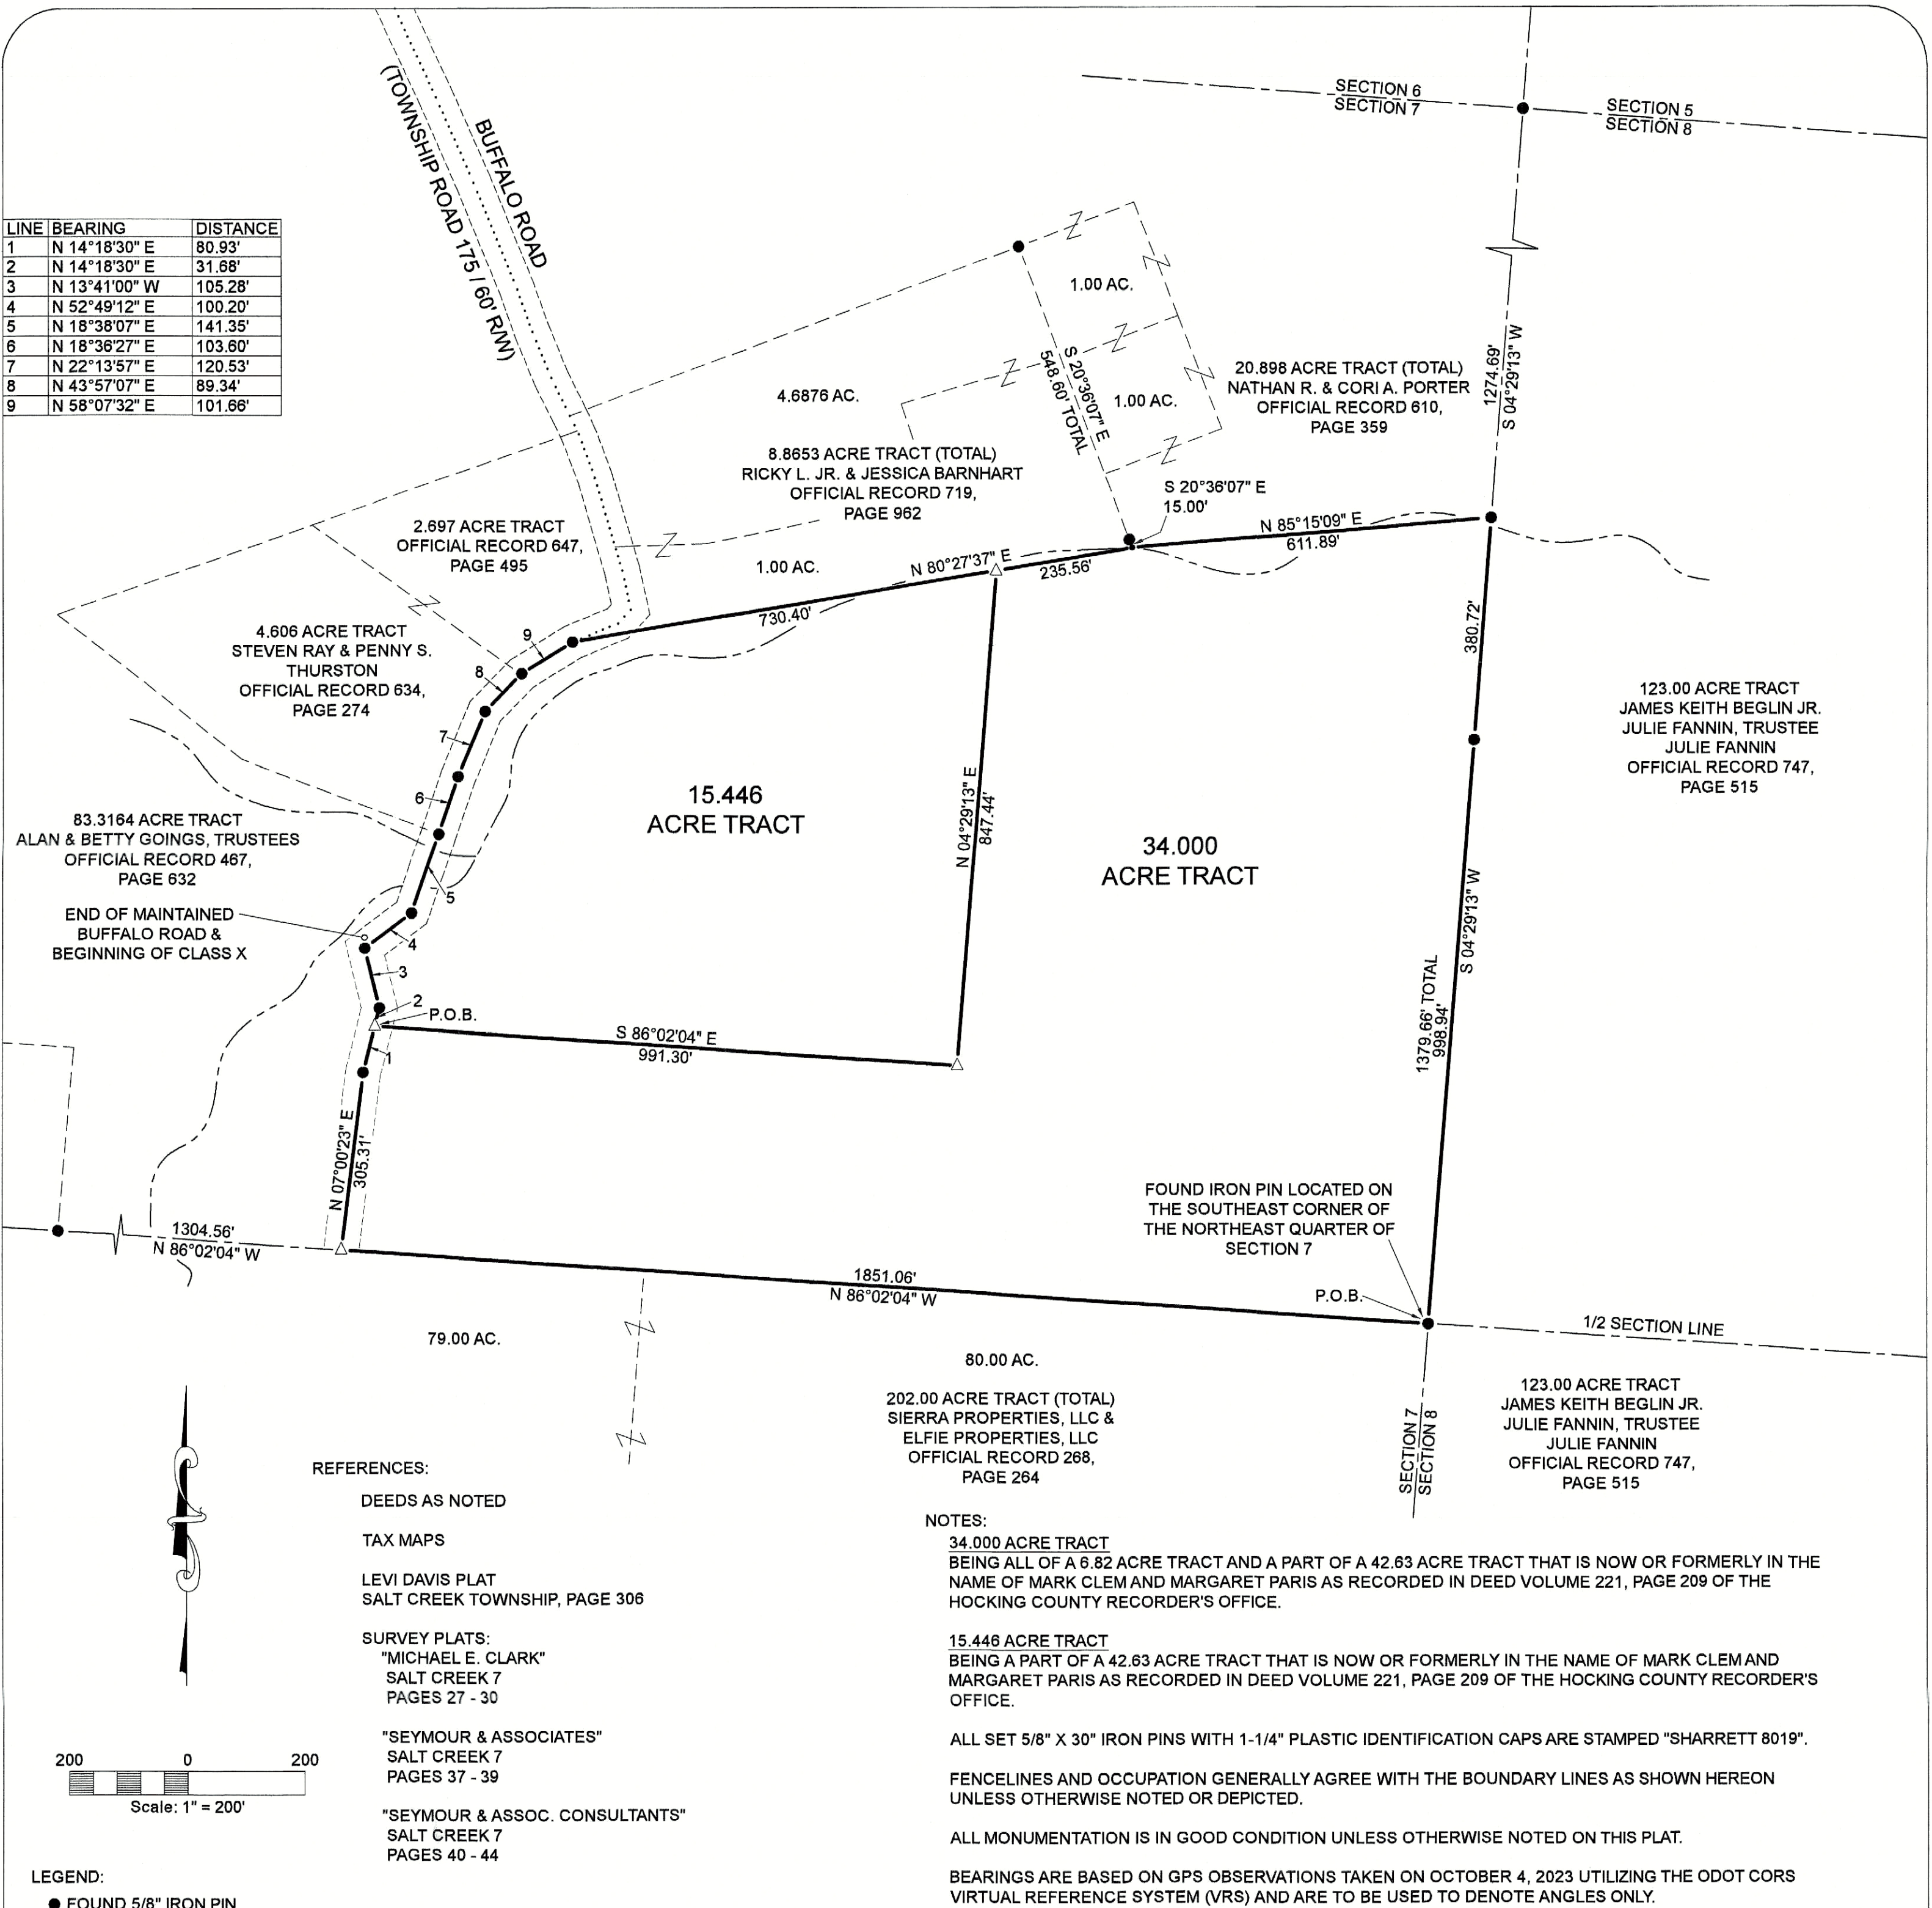 (TOWNSHIP ROAD 175 / 60' R/W)
BUFFALO ROAD
SECTION 6
SECTION 7
SECTION 5
SECTION 8
LINE BEARING DISTANCE
1 N 14°18'30" E 80.93'
2 N 14°18'30" E 31.68'
3 N 13°41'00" W 105.28'
4 N 52°49'12" E 100.20'
5 N 18°38'07" E 141.35'
6 N 18°36'27" E 103.60'
7 N 22°13'57" E 120.53'
8 N 43°57'07" E 89.34'
9 N 58°07'32" E 101.66'
1.00 AC.
1274.69'
S 04°29'13" W
S 20°36'07" E
548.60' TOTAL
4.6876 AC.
1.00 AC.
20.898 ACRE TRACT (TOTAL)
NATHAN R. & CORI A. PORTER
OFFICIAL RECORD 610,
PAGE 359
8.8653 ACRE TRACT (TOTAL)
RICKY L. JR. & JESSICA BARNHART
OFFICIAL RECORD 719,
PAGE 962
S 20°36'07" E
15.00'
2.697 ACRE TRACT
OFFICIAL RECORD 647,
PAGE 495
1.00 AC.
N 80°27'37" E
730.40'
235.56'
N 85°15'09" E
611.89'
4.606 ACRE TRACT
STEVEN RAY & PENNY S.
THURSTON
OFFICIAL RECORD 634,
PAGE 274
9
8
7
6
5
4
3
2
1
380.72'
123.00 ACRE TRACT
JAMES KEITH BEGLIN JR.
JULIE FANNIN, TRUSTEE
JULIE FANNIN
OFFICIAL RECORD 747,
PAGE 515
15.446
ACRE TRACT
N 04°29'13" E
847.44'
34.000
ACRE TRACT
83.3164 ACRE TRACT
ALAN & BETTY GOINGS, TRUSTEES
OFFICIAL RECORD 467,
PAGE 632
END OF MAINTAINED
BUFFALO ROAD &
BEGINNING OF CLASS X
S 04°29'13" W
1379.66' TOTAL
998.94'
P.O.B.
S 86°02'04" E
991.30'
N 07°00'23" E
305.31'
FOUND IRON PIN LOCATED ON
THE SOUTHEAST CORNER OF
THE NORTHEAST QUARTER OF
SECTION 7
1304.56'
N 86°02'04" W
1851.06'
N 86°02'04" W
P.O.B.
1/2 SECTION LINE
79.00 AC.
80.00 AC.
202.00 ACRE TRACT (TOTAL)
SIERRA PROPERTIES, LLC &
ELFIE PROPERTIES, LLC
OFFICIAL RECORD 268,
PAGE 264
SECTION 7
SECTION 8
123.00 ACRE TRACT
JAMES KEITH BEGLIN JR.
JULIE FANNIN, TRUSTEE
JULIE FANNIN
OFFICIAL RECORD 747,
PAGE 515
REFERENCES:
DEEDS AS NOTED
TAX MAPS
LEVI DAVIS PLAT
SALT CREEK TOWNSHIP, PAGE 306
SURVEY PLATS:
"MICHAEL E. CLARK"
SALT CREEK 7
PAGES 27 - 30
"SEYMOUR & ASSOCIATES"
SALT CREEK 7
PAGES 37 - 39
"SEYMOUR & ASSOC. CONSULTANTS"
SALT CREEK 7
PAGES 40 - 44
NOTES:
34.000 ACRE TRACT
BEING ALL OF A 6.82 ACRE TRACT AND A PART OF A 42.63 ACRE TRACT THAT IS NOW OR FORMERLY IN THE
NAME OF MARK CLEM AND MARGARET PARIS AS RECORDED IN DEED VOLUME 221, PAGE 209 OF THE
HOCKING COUNTY RECORDER'S OFFICE.
15.446 ACRE TRACT
BEING A PART OF A 42.63 ACRE TRACT THAT IS NOW OR FORMERLY IN THE NAME OF MARK CLEM AND
MARGARET PARIS AS RECORDED IN DEED VOLUME 221, PAGE 209 OF THE HOCKING COUNTY RECORDER'S
OFFICE.
ALL SET 5/8" X 30" IRON PINS WITH 1-1/4" PLASTIC IDENTIFICATION CAPS ARE STAMPED "SHARRETT 8019".
FENCELINES AND OCCUPATION GENERALLY AGREE WITH THE BOUNDARY LINES AS SHOWN HEREON
UNLESS OTHERWISE NOTED OR DEPICTED.
ALL MONUMENTATION IS IN GOOD CONDITION UNLESS OTHERWISE NOTED ON THIS PLAT.
BEARINGS ARE BASED ON GPS OBSERVATIONS TAKEN ON OCTOBER 4, 2023 UTILIZING THE ODOT CORS
VIRTUAL REFERENCE SYSTEM (VRS) AND ARE TO BE USED TO DENOTE ANGLES ONLY.
200 0 200
Scale: 1" = 200'
LEGEND:
FOUND 5/8" IRON PIN